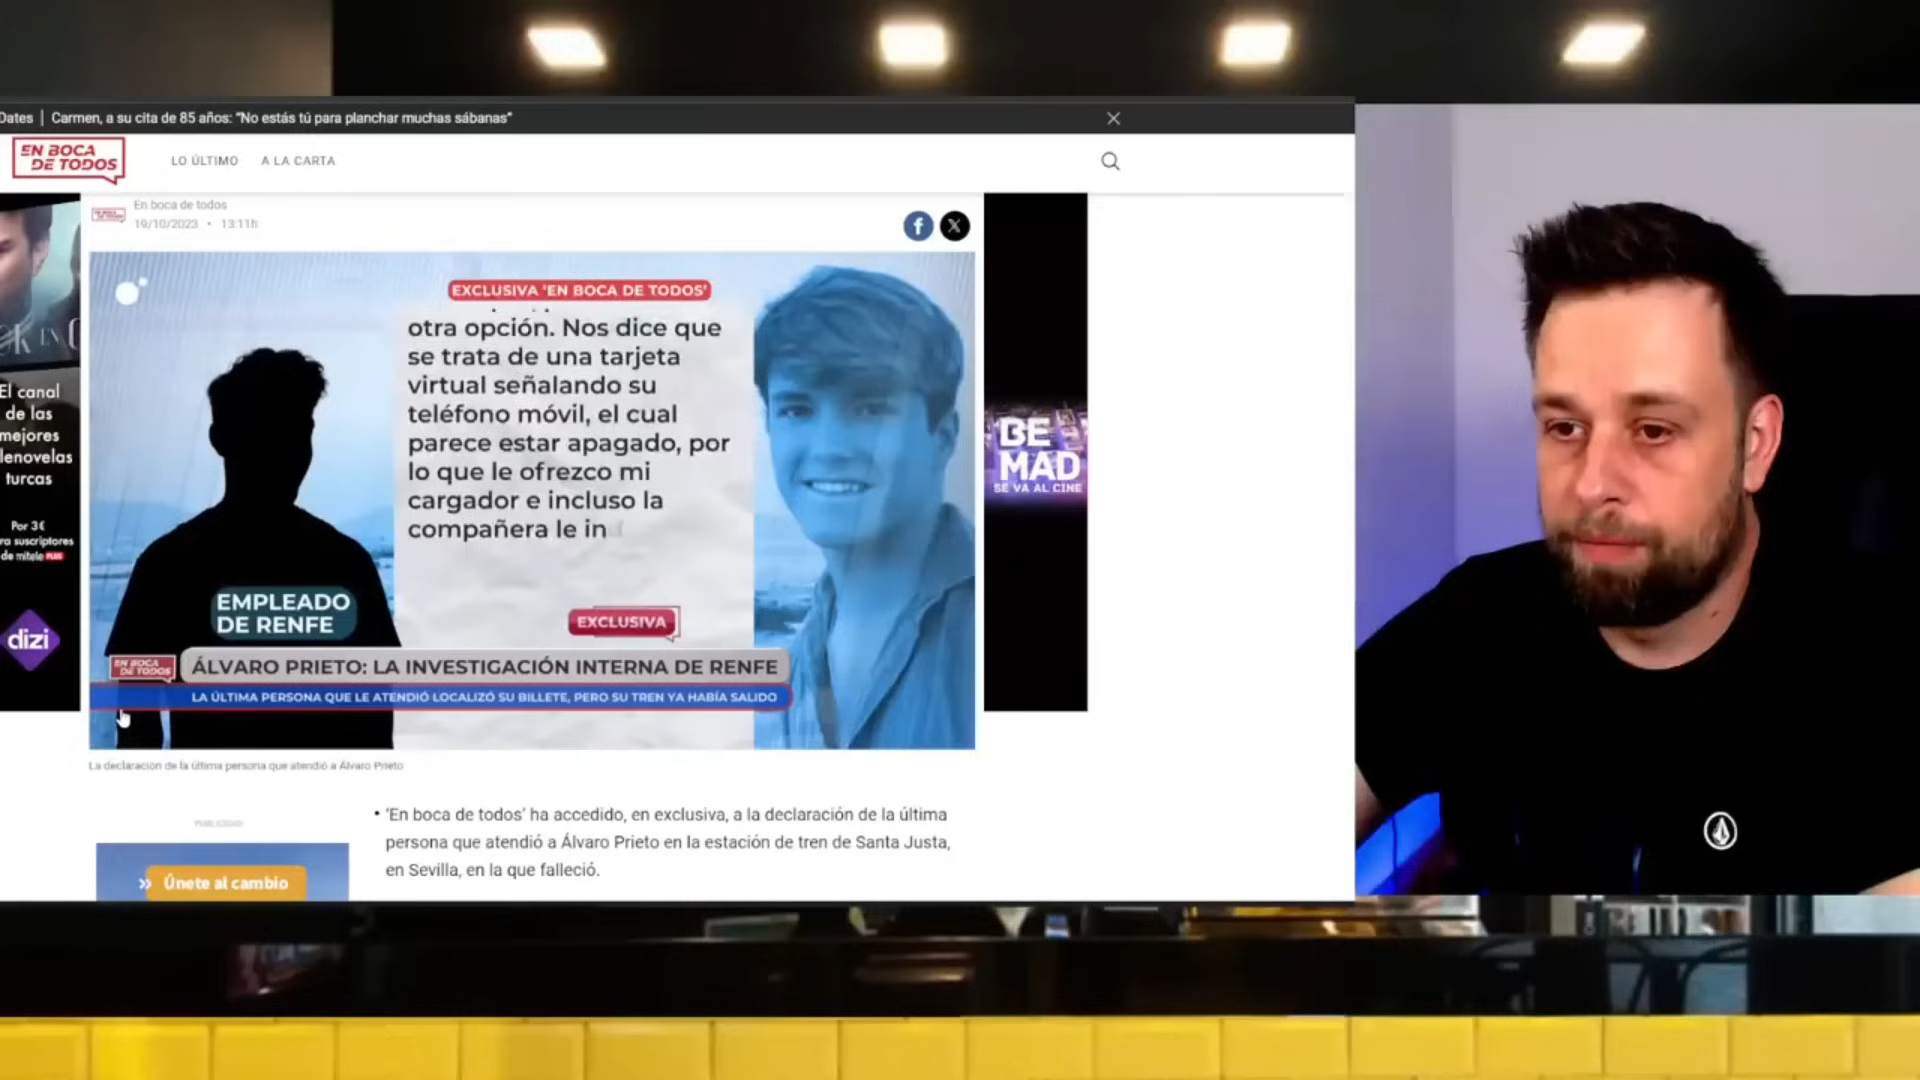 Dates | Carmen, a su cita de 85 años: "No estás tú para planchar muchas sábanas"
EN BOCA
DE TODOS
LO ÚLTIMO
A LA CARTA
En boca de todos
19/10/2023 • 13:11h
EXCLUSIVA 'EN BOCA DE TODOS'
otra opción. Nos dice que
se trata de una tarjeta
virtual señalando su
teléfono móvil, el cual
parece estar apagado, por
lo que le ofrezco mi
cargador e incluso la
compañera le in
EMPLEADO
DE RENFE
EXCLUSIVA
EN BOCA
DE TODOS
ÁLVARO PRIETO: LA INVESTIGACIÓN INTERNA DE RENFE
LA ÚLTIMA PERSONA QUE LE ATENDIÓ LOCALIZÓ SU BILLETE, PERO SU TREN YA HABÍA SALIDO
La declaración de la última persona que atendió a Álvaro Prieto
El canal
de las
mejores
lenovelas
turcas
Por 3€
ra suscriptores
de mitele PLUS
dizi
BE
MAD
SE VA AL CINE
PUBLICIDAD
» Únete al cambio
• 'En boca de todos' ha accedido, en exclusiva, a la declaración de la última
persona que atendió a Álvaro Prieto en la estación de tren de Santa Justa,
en Sevilla, en la que falleció.